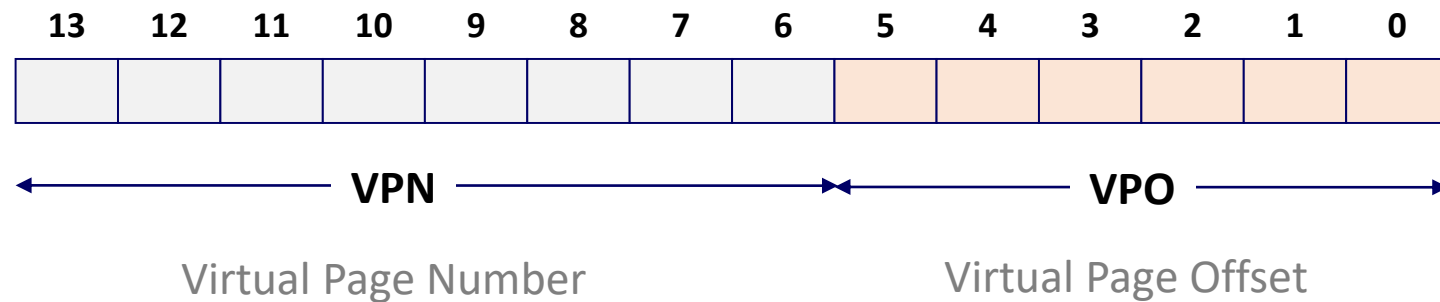 13 12 11 10 9 8 7 6 5 4 3 2 1 0
VPN VPO
Virtual Page Number Virtual Page Offset